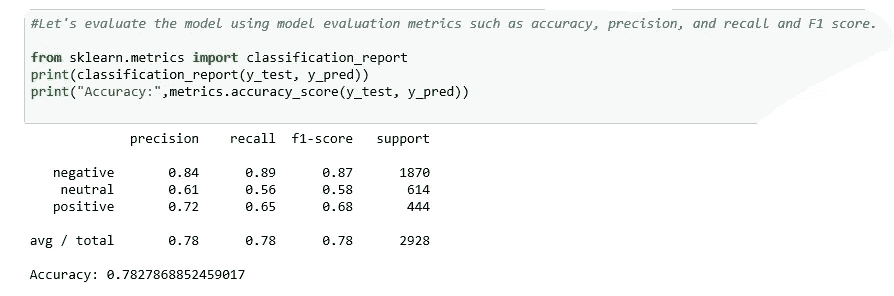 #Let's evaluate the model using model evaluation metrics such as accuracy, precision, and recall and F1 score.
from sklearn.metrics import classification_report
print(classification_report(y_test, y_pred))
print("Accuracy:",metrics.accuracy_score(y_test, y_pred))
precision recall f1-score support
negative 0.84 0.89 0.87 1870
neutral 0.61 0.56 0.58 614
positive 0.72 0.65 0.68 444
avg / total 0.78 0.78 0.78 2928
Accuracy: 0.7827868852459017